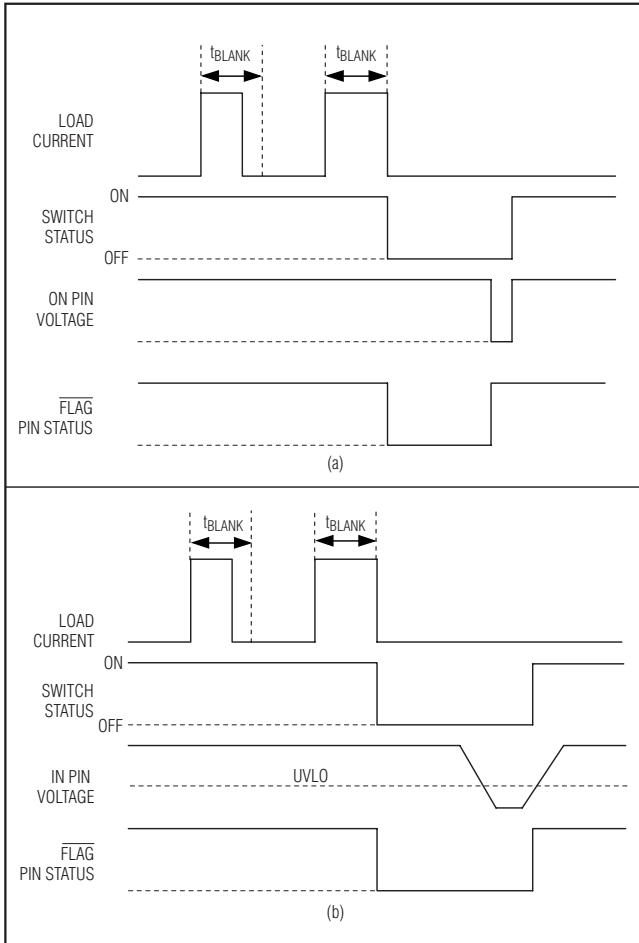 tBLANK
tBLANK
LOAD
CURRENT
ON
SWITCH
STATUS
OFF
ON PIN
VOLTAGE
FLAG
PIN STATUS
(a)
tBLANK
tBLANK
LOAD
CURRENT
ON
SWITCH
STATUS
OFF
IN PIN
VOLTAGE
UVLO
FLAG
PIN STATUS
(b)